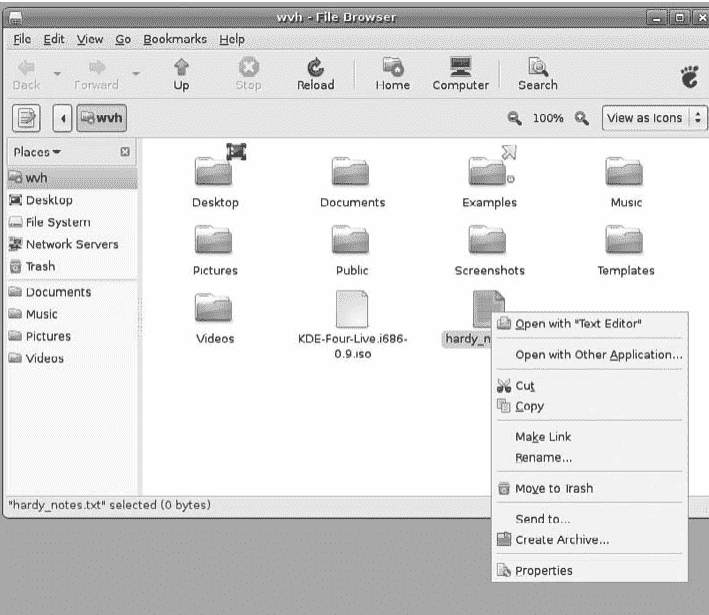 wvh - File Browser
File Edit View Go Bookmarks Help
Back Forward Up Stop Reload Home Computer Search
wvh 100% View as Icons
Places
wvh
Desktop
File System
Network Servers
Trash
Documents
Music
Pictures
Videos
Desktop Documents Examples Music
Pictures Public Screenshots Templates
Videos KDE-Four-Live.i686-
0.9.iso
hardy_n
Open with "Text Editor"
Open with Other Application...
Cut
Copy
Make Link
Rename...
Move to Trash
Send to...
Create Archive...
Properties
"hardy_notes.txt" selected (0 bytes)